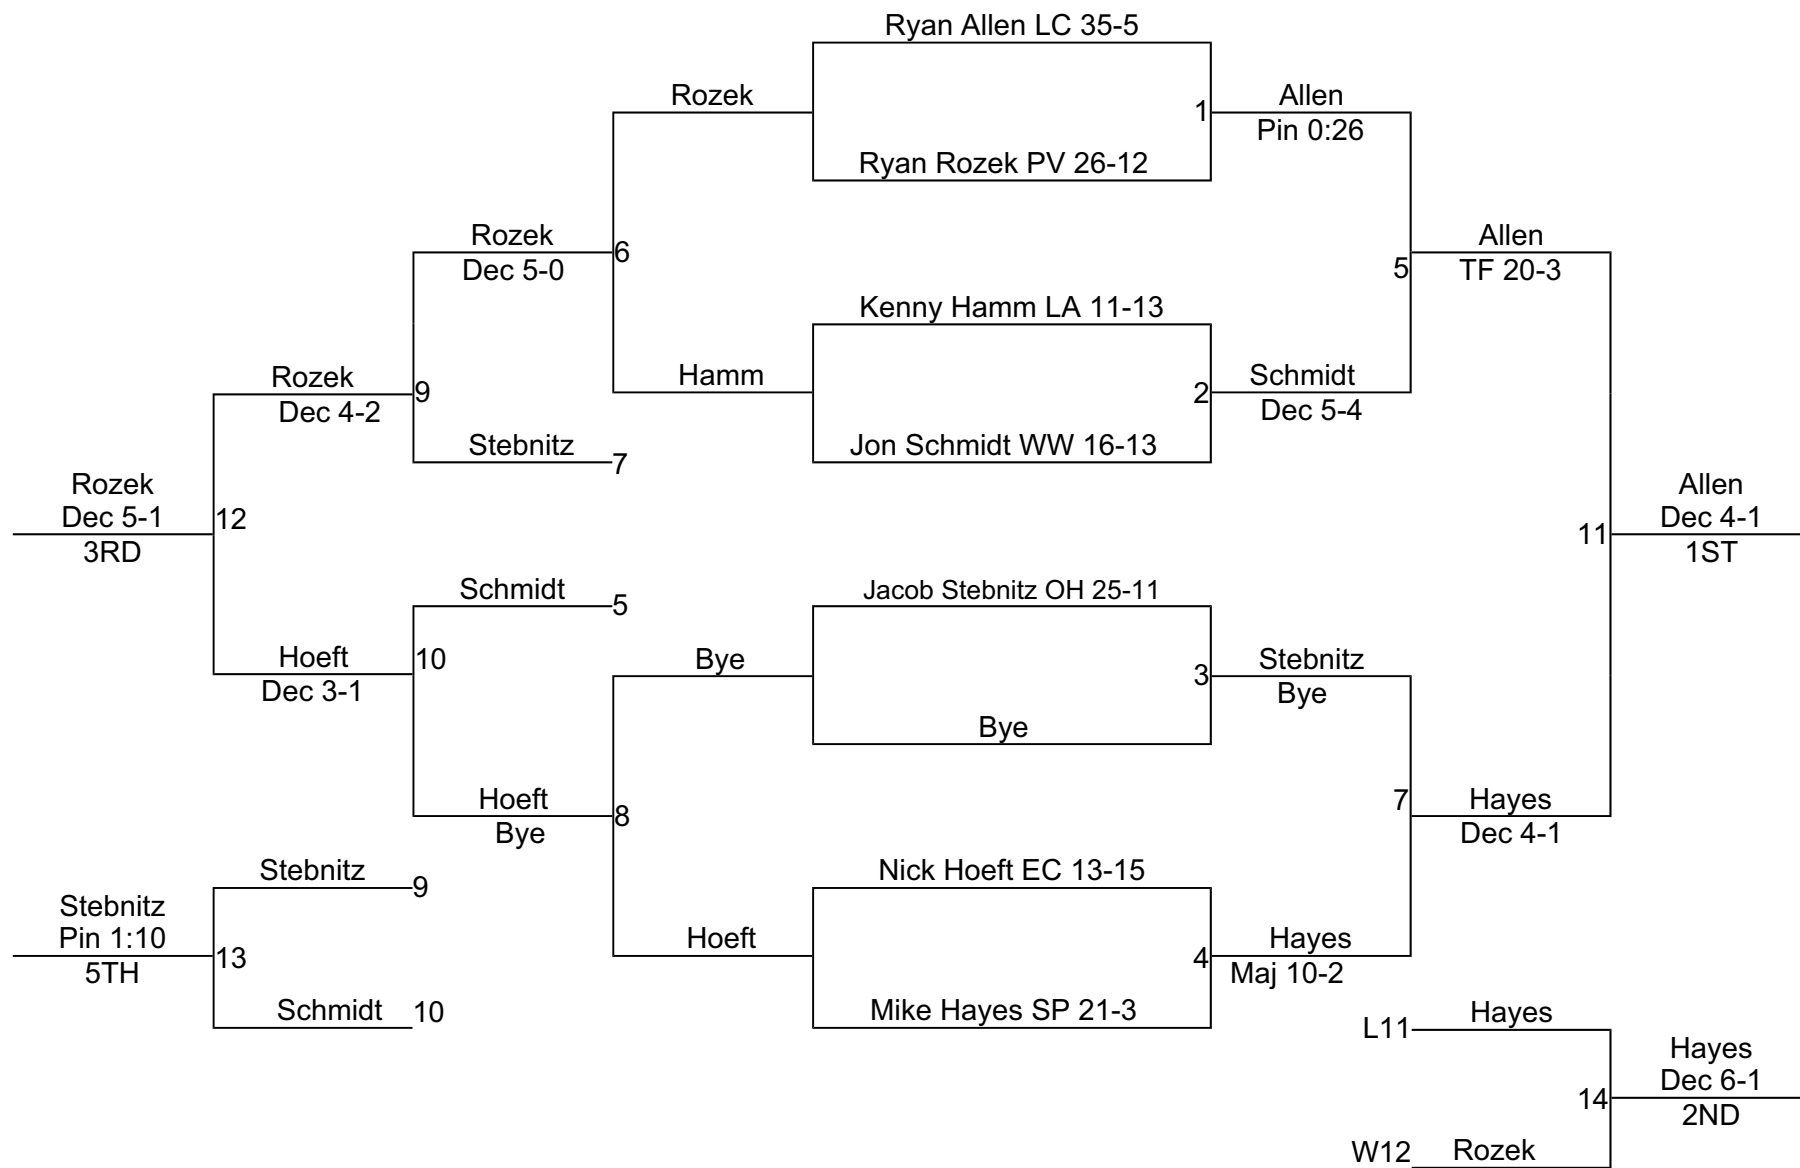 Ryan Allen LC 35-5
Rozek
1
Allen
Pin 0:26
Ryan Rozek PV 26-12
Rozek
Dec 5-0
6
Allen
TF 20-3
5
Kenny Hamm LA 11-13
Rozek
Dec 4-2
9
Hamm
2
Schmidt
Dec 5-4
Stebnitz
7
Jon Schmidt WW 16-13
Rozek
Dec 5-1
3RD
12
11
Allen
Dec 4-1
1ST
Schmidt
5
Jacob Stebnitz OH 25-11
Hoeft
Dec 3-1
10
Bye
3
Stebnitz
Bye
Bye
Hoeft
Bye
8
7
Hayes
Dec 4-1
Stebnitz
9
Nick Hoeft EC 13-15
Stebnitz
Pin 1:10
5TH
13
Hoeft
4
Hayes
Maj 10-2
Schmidt
10
Mike Hayes SP 21-3
L11
Hayes
14
Hayes
Dec 6-1
2ND
W12
Rozek